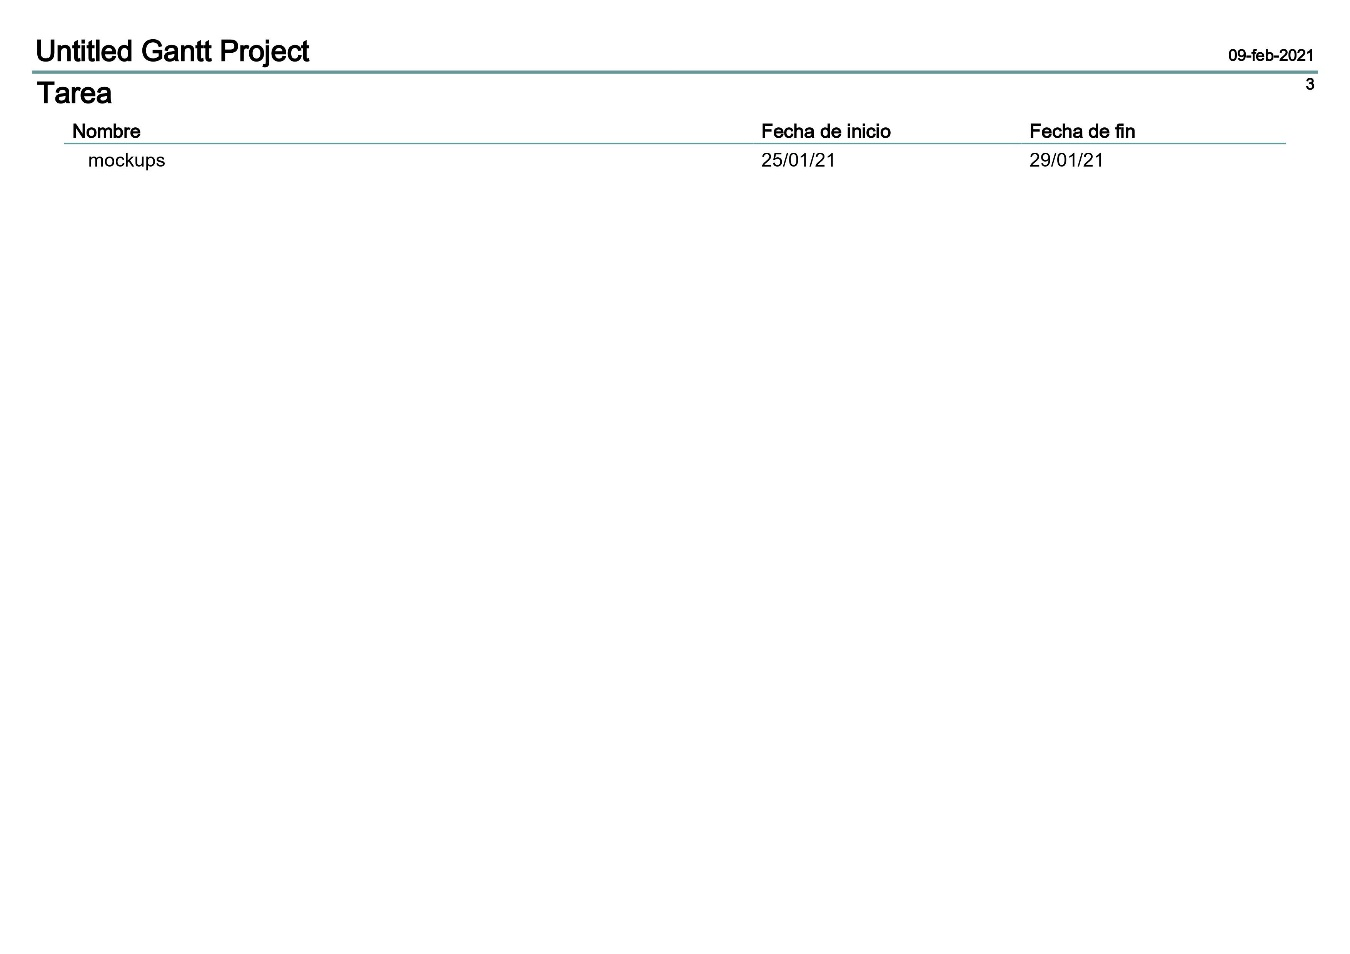 Untitled Gantt Project 09-feb-2021
Tarea 3
Nombre Fecha de inicio Fecha de fin
mockups 25/01/21 29/01/21